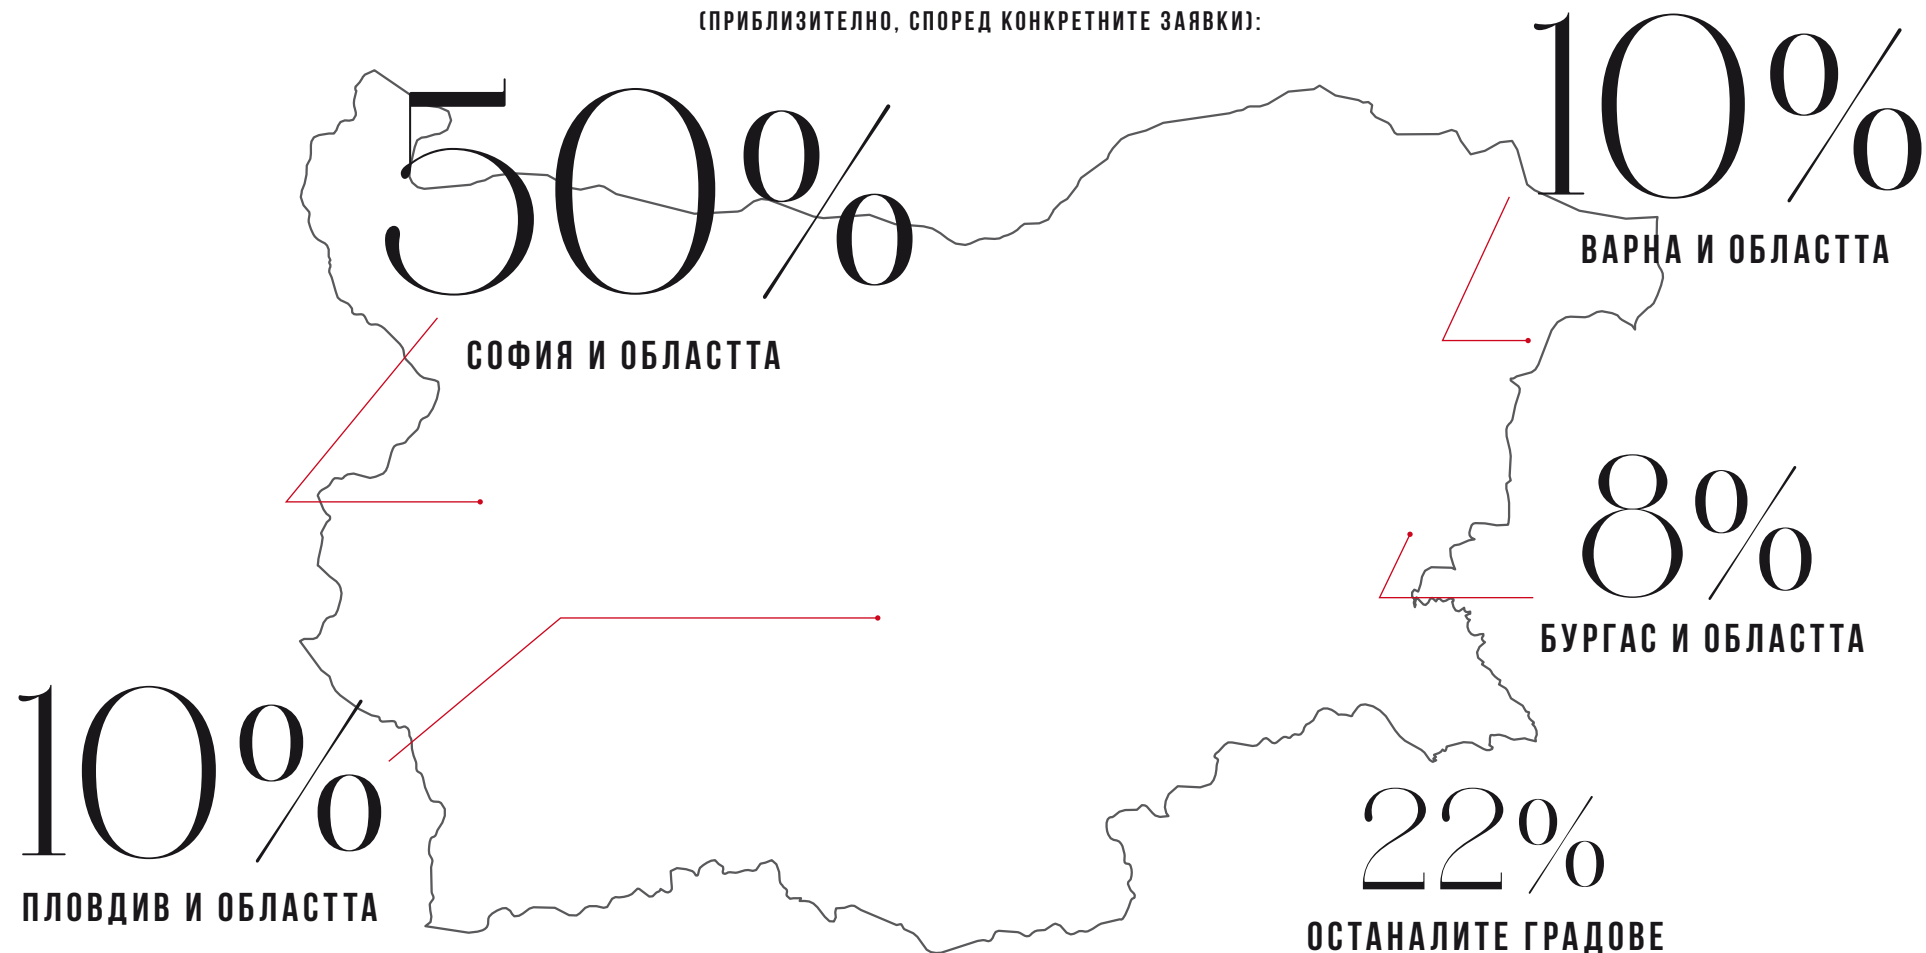 (ПРИБЛИЗИТЕЛНО, СПОРЕД КОНКРЕТНИТЕ ЗАЯВКИ):
50%
СОФИЯ И ОБЛАСТТА
10%
ВАРНА И ОБЛАСТТА
8%
БУРГАС И ОБЛАСТТА
10%
ПЛОВДИВ И ОБЛАСТТА
22%
ОСТАНАЛИТЕ ГРАДОВЕ